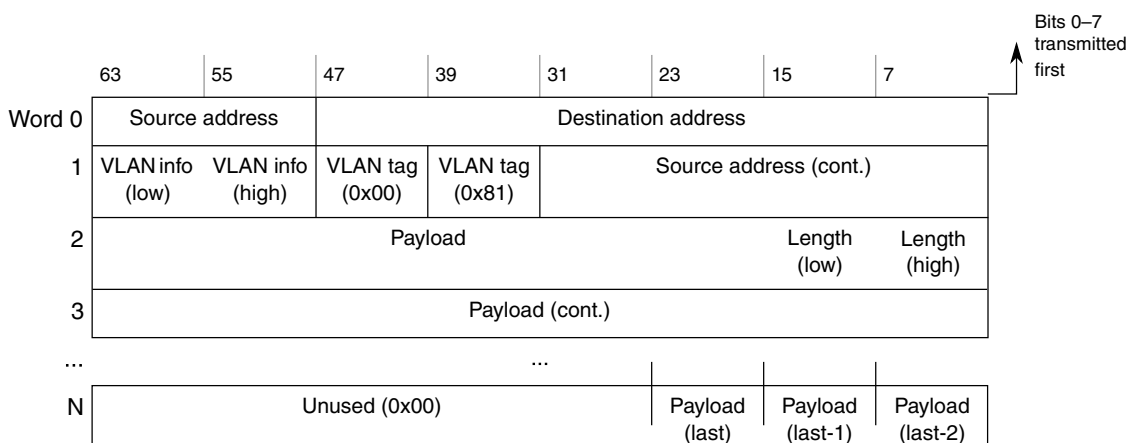 Bits 0–7
transmitted
first
63 55 47 39 31 23 15 7
Word 0 Source address Destination address
1 VLAN info VLAN info VLAN tag VLAN tag Source address (cont.)
(low) (high) (0x00) (0x81)
2 Payload Length Length
(low) (high)
3 Payload (cont.)
... ...
N Unused (0x00) Payload Payload Payload
(last) (last-1) (last-2)